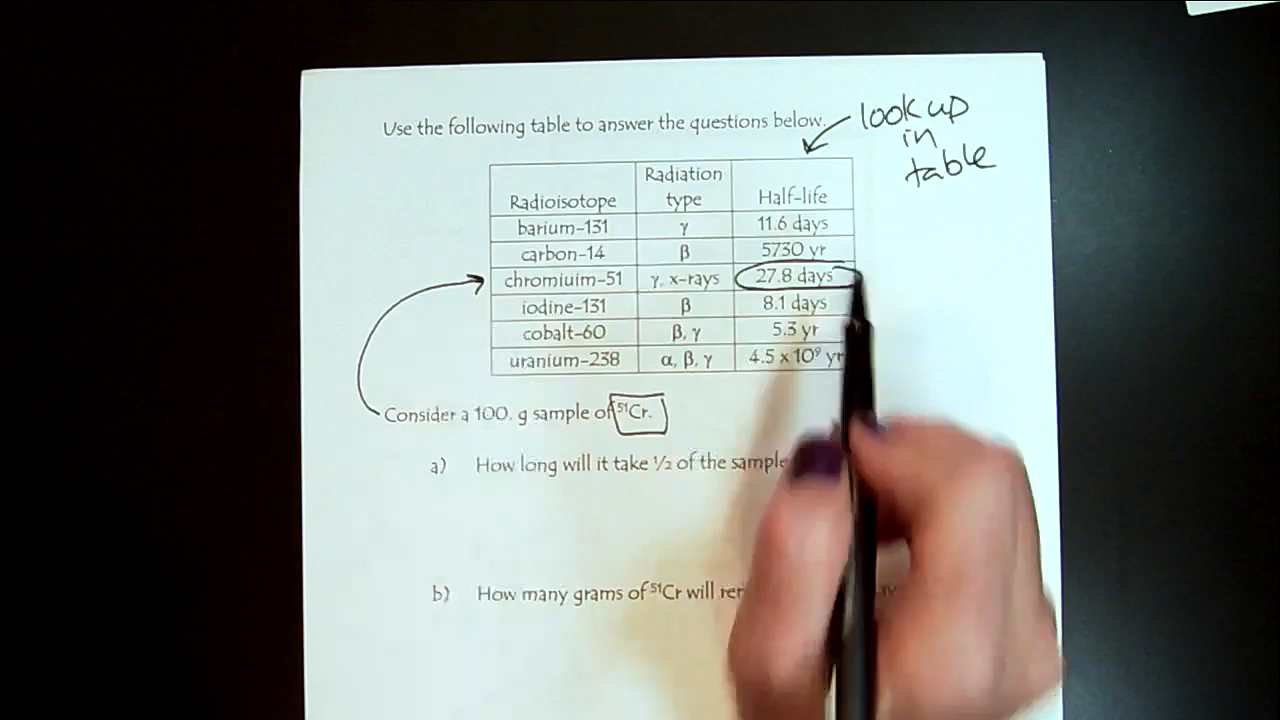 look up
in
table
Use the following table to answer the questions below.
Radioisotope Radiation type Half-life
barium-131 γ 11.6 days
carbon-14 β 5730 yr
chromiuim-51 γ, x-rays 27.8 days
iodine-131 β 8.1 days
cobalt-60 β, γ 5.3 yr
uranium-238 α, β, γ 4.5 x 10⁹ yr
Consider a 100. g sample of ⁵¹Cr.
a) How long will it take ½ of the sample
b) How many grams of ⁵¹Cr will